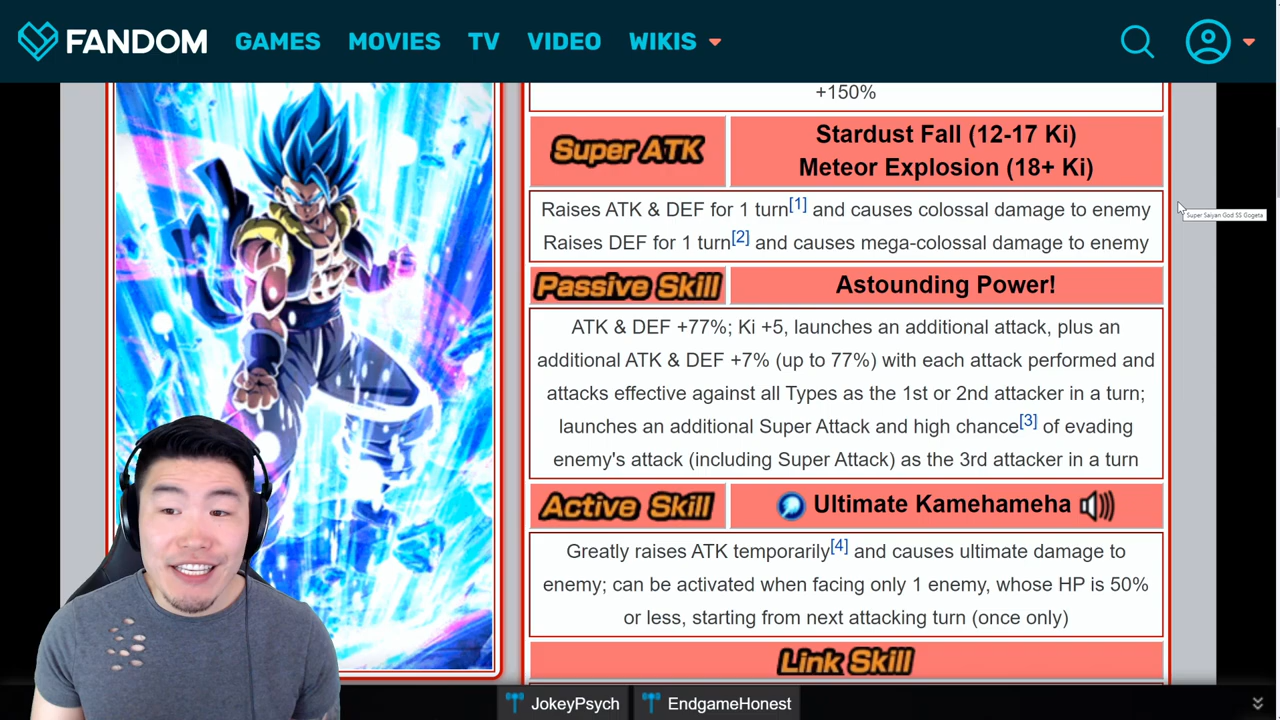 FANDOM GAMES MOVIES TV VIDEO WIKIS
+150%
Super ATK
Stardust Fall (12-17 Ki)
Meteor Explosion (18+ Ki)
Raises ATK & DEF for 1 turn[1] and causes colossal damage to enemy
Raises DEF for 1 turn[2] and causes mega-colossal damage to enemy
Super Saiyan God SS Gogeta
Passive Skill
Astounding Power!
ATK & DEF +77%; Ki +5, launches an additional attack, plus an
additional ATK & DEF +7% (up to 77%) with each attack performed and
attacks effective against all Types as the 1st or 2nd attacker in a turn;
launches an additional Super Attack and high chance[3] of evading
enemy's attack (including Super Attack) as the 3rd attacker in a turn
Active Skill
Ultimate Kamehameha
Greatly raises ATK temporarily[4] and causes ultimate damage to
enemy; can be activated when facing only 1 enemy, whose HP is 50%
or less, starting from next attacking turn (once only)
Link Skill
JokeyPsych
EndgameHonest